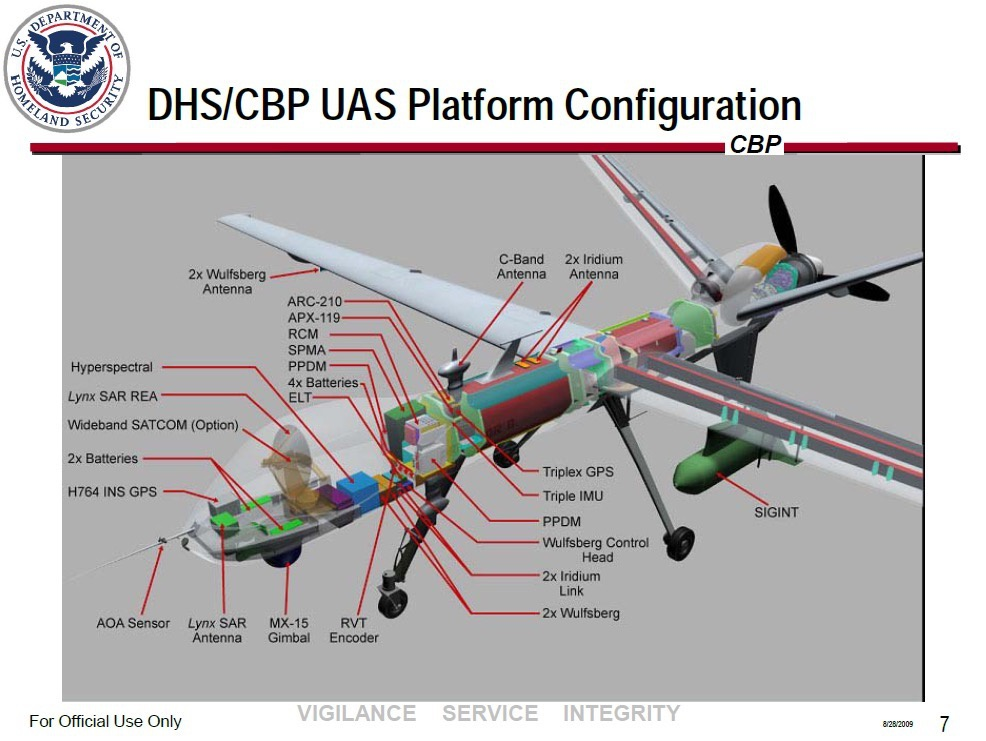 U.S. DEPARTMENT OF
HOMELAND SECURITY
DHS/CBP UAS Platform Configuration
CBP
2x Wulfsberg
Antenna
C-Band
Antenna
2x Iridium
Antenna
ARC-210
APX-119
RCM
SPMA
PPDM
4x Batteries
ELT
Hyperspectral
Lynx SAR REA
Wideband SATCOM (Option)
2x Batteries
H764 INS GPS
Triplex GPS
Triple IMU
PPDM
Wulfsberg Control
Head
2x Iridium
Link
2x Wulfsberg
SIGINT
AOA Sensor
Lynx SAR
Antenna
MX-15
Gimbal
RVT
Encoder
For Official Use Only
VIGILANCE SERVICE INTEGRITY
8/28/2009
7